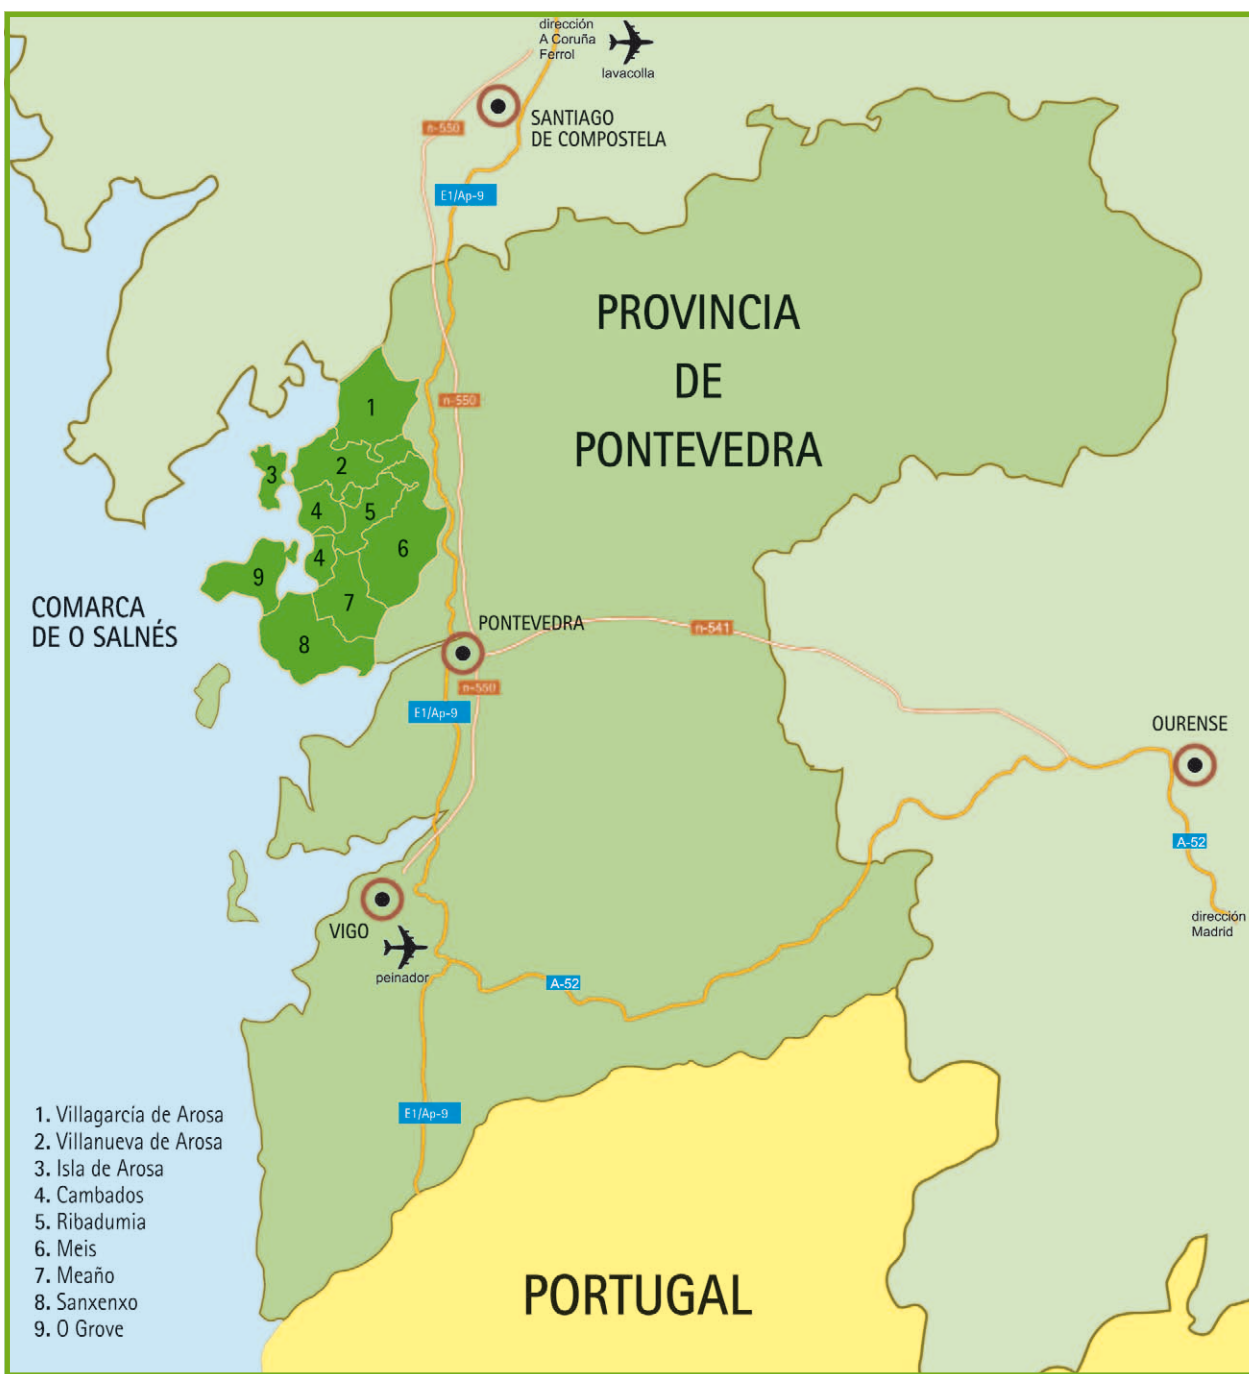 dirección
A Coruña
Ferrol
lavacolla
SANTIAGO
DE COMPOSTELA
n-550
E1/Ap-9
PROVINCIA
DE
PONTEVEDRA
n-550
1
2
3
4
5
4
6
9
7
8
COMARCA
DE O SALNÉS
PONTEVEDRA
n-541
n-550
E1/Ap-9
OURENSE
A-52
dirección
Madrid
VIGO
peinador
A-52
E1/Ap-9
1. Villagarcía de Arosa
2. Villanueva de Arosa
3. Isla de Arosa
4. Cambados
5. Ribadumia
6. Meis
7. Meaño
8. Sanxenxo
9. O Grove
PORTUGAL